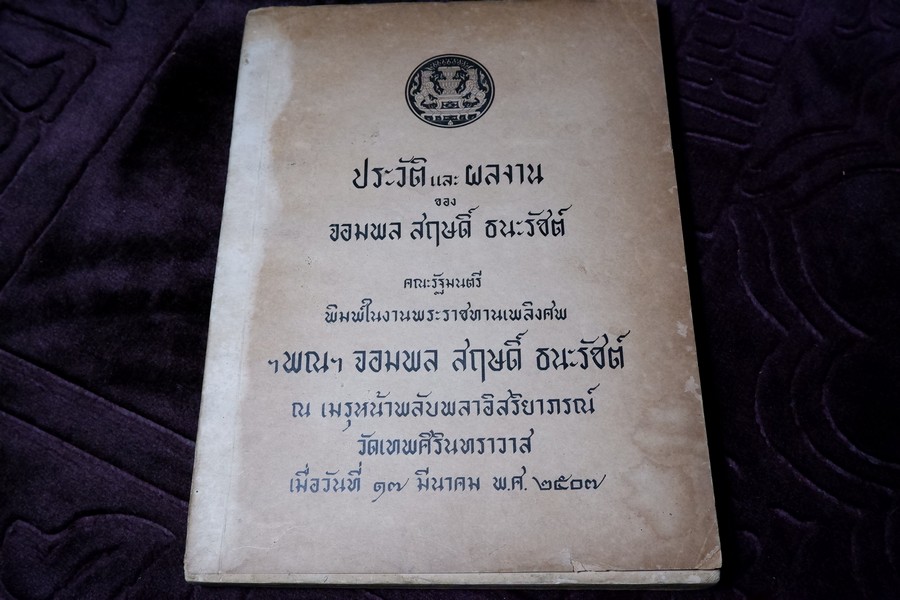 ประวัติ และ ผลงาน
ของ
จอมพล สฤษดิ์ ธนะรัชต์
คณะรัฐมนตรี
พิมพ์ในงานพระราชทานเพลิงศพ
ฯพณฯ จอมพล สฤษดิ์ ธนะรัชต์
ณ เมรุหน้าพลับพลาอิสริยาภรณ์
วัดเทพศิรินทราวาส
เมื่อวันที่ ๑๗ มีนาคม พ.ศ. ๒๕๐๗